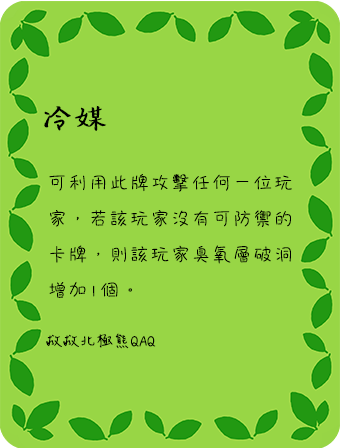 冷媒
可利用此牌攻擊任何一位玩
家，若該玩家沒有可防禦的
卡牌，則該玩家臭氧層破洞
增加1個。
救救北極熊QAQ